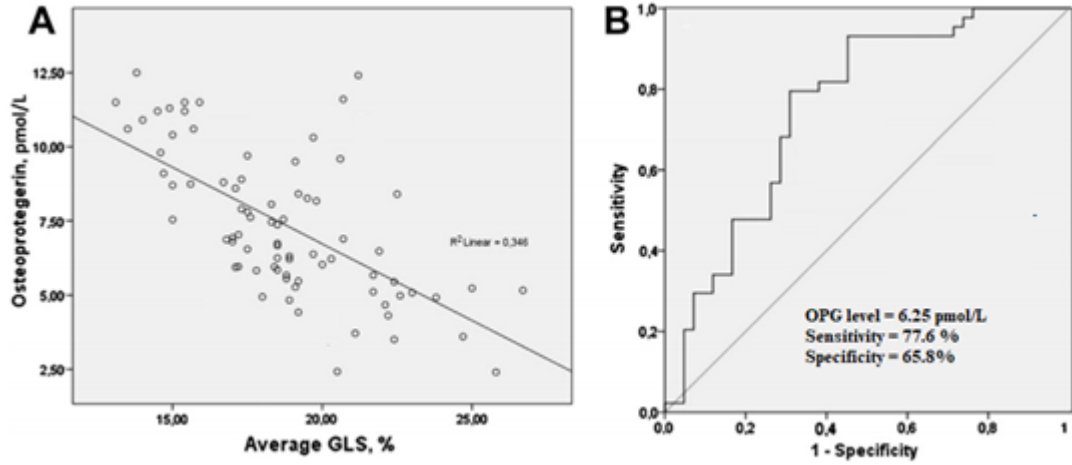 A
Osteoprotegerin, pmol/L
12,50
10,00
7,50
5,00
2,50
R² Linear = 0,346
15,00 20,00 25,00
Average GLS, %
B
Sensitivity
1,0
0,8
0,6
0,4
0,2
0,0
OPG level = 6.25 pmol/L
Sensitivity = 77.6 %
Specificity = 65.8%
0,0 0,2 0,4 0,6 0,8 1
1 - Specificity